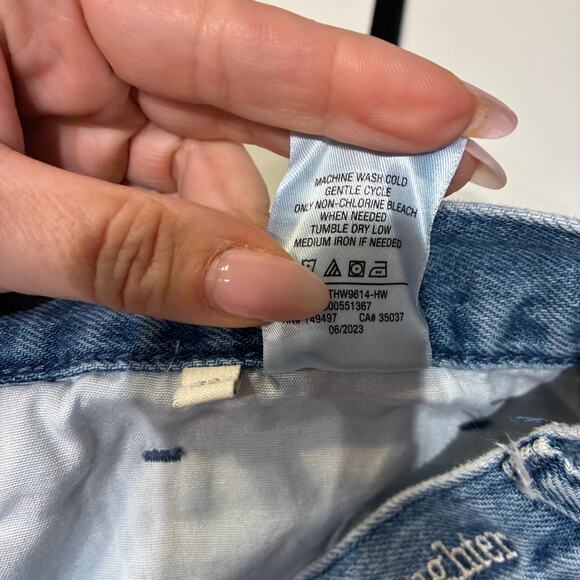 MACHINE WASH COLD
GENTLE CYCLE
ONLY NON-CHLORINE BLEACH
WHEN NEEDED
TUMBLE DRY LOW
MEDIUM IRON IF NEEDED
THW9614-HW
00551367
149497 CA# 35037
06/2023
ghter